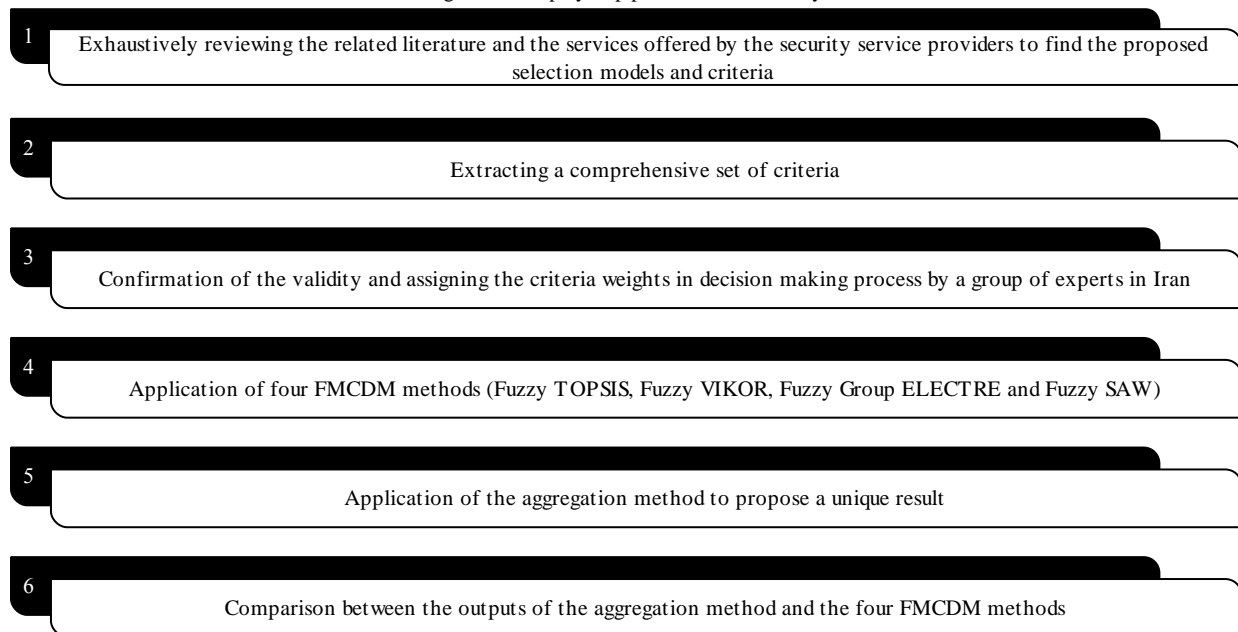 1
Exhaustively reviewing the related literature and the services offered by the security service providers to find the proposed
selection models and criteria
2
Extracting a comprehensive set of criteria
3
Confirmation of the validity and assigning the criteria weights in decision making process by a group of experts in Iran
4
Application of four FMCDM methods (Fuzzy TOPSIS, Fuzzy VIKOR, Fuzzy Group ELECTRE and Fuzzy SAW)
5
Application of the aggregation method to propose a unique result
6
Comparison between the outputs of the aggregation method and the four FMCDM methods